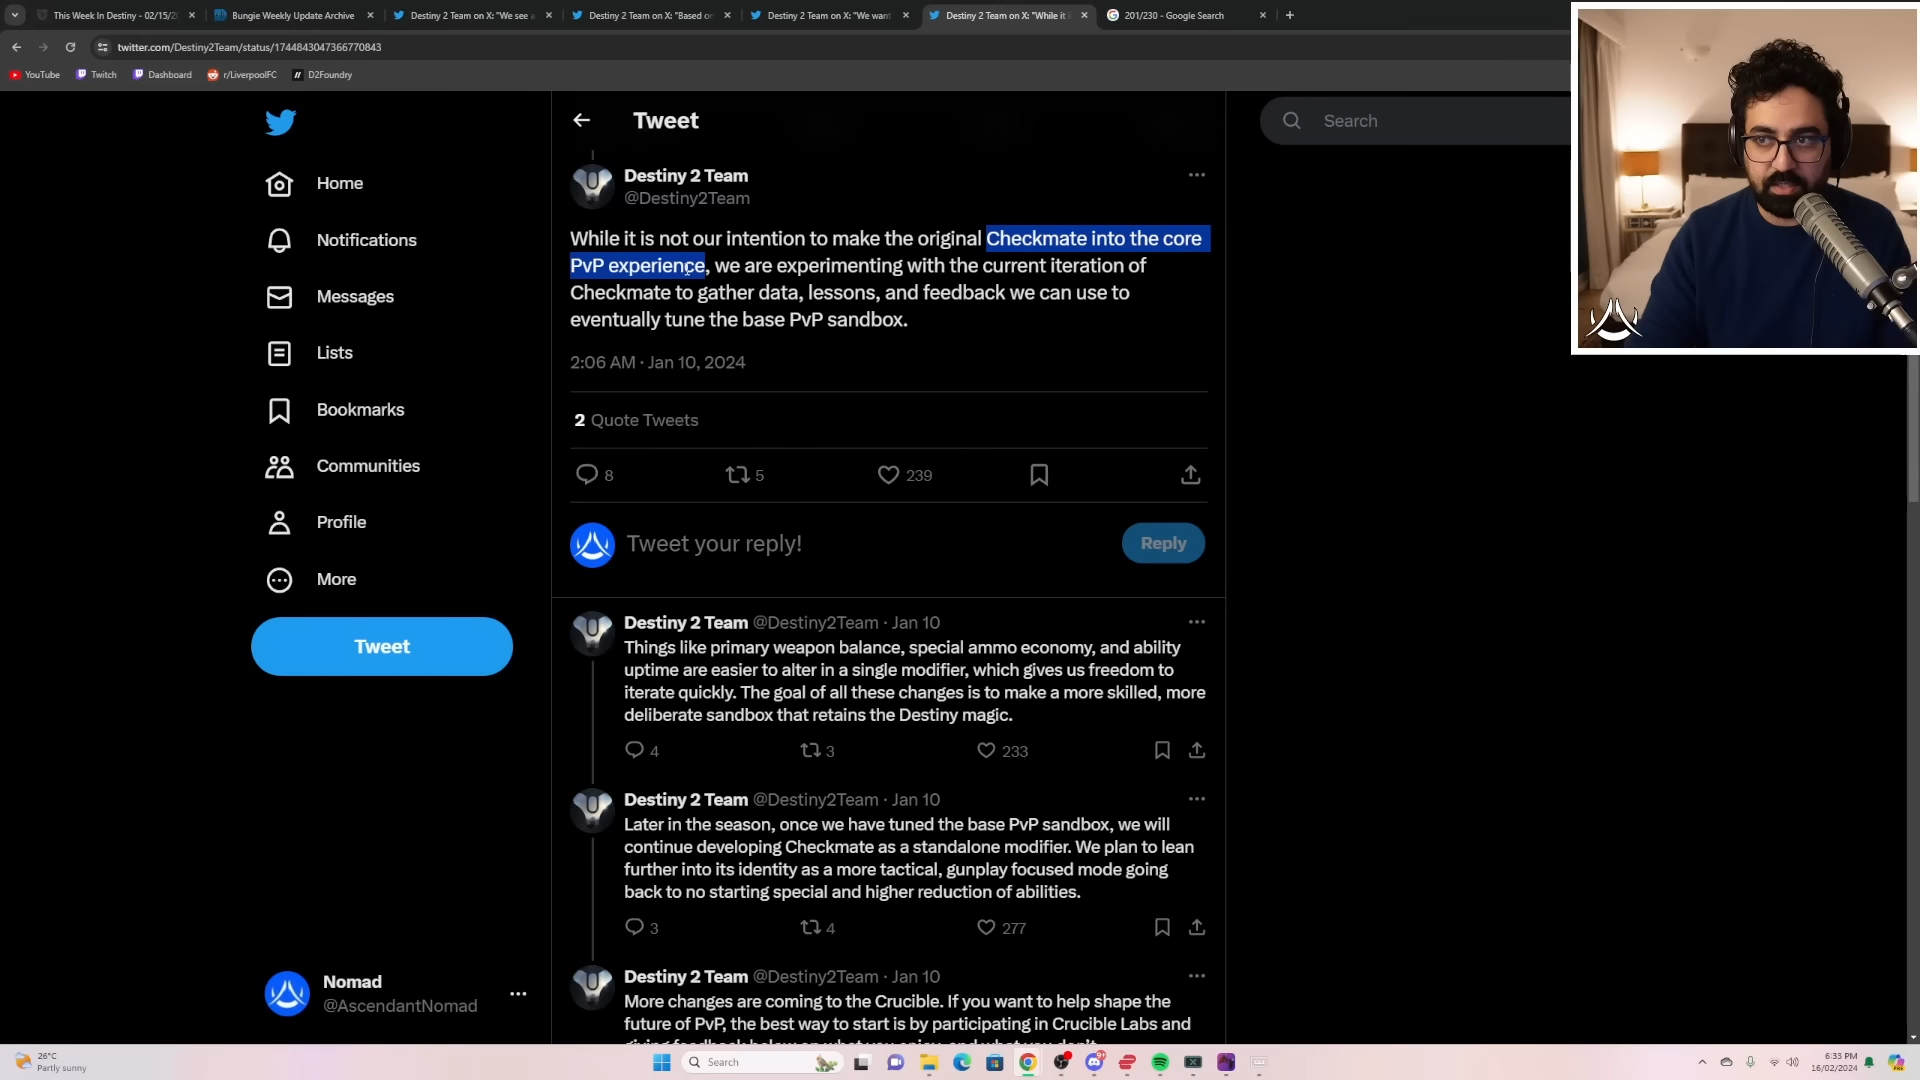 This Week In Destiny - 02/15/2
Bungie Weekly Update Archive
Destiny 2 Team on X: "We see a
Destiny 2 Team on X: "Based on
Destiny 2 Team on X: "We want
Destiny 2 Team on X: "While it i
201/230 - Google Search
twitter.com/Destiny2Team/status/1744843047366770843
YouTube
Twitch
Dashboard
r/LiverpoolFC
D2Foundry
Tweet
Search
Home
Notifications
Messages
Lists
Bookmarks
Communities
Profile
More
Tweet
Nomad
@AscendantNomad
Destiny 2 Team
@Destiny2Team
While it is not our intention to make the original Checkmate into the core
PvP experience, we are experimenting with the current iteration of
Checkmate to gather data, lessons, and feedback we can use to
eventually tune the base PvP sandbox.
2:06 AM · Jan 10, 2024
2 Quote Tweets
8 5 239
Tweet your reply!
Reply
Destiny 2 Team @Destiny2Team · Jan 10
Things like primary weapon balance, special ammo economy, and ability
uptime are easier to alter in a single modifier, which gives us freedom to
iterate quickly. The goal of all these changes is to make a more skilled, more
deliberate sandbox that retains the Destiny magic.
4 3 233
Destiny 2 Team @Destiny2Team · Jan 10
Later in the season, once we have tuned the base PvP sandbox, we will
continue developing Checkmate as a standalone modifier. We plan to lean
further into its identity as a more tactical, gunplay focused mode going
back to no starting special and higher reduction of abilities.
3 4 277
Destiny 2 Team @Destiny2Team · Jan 10
More changes are coming to the Crucible. If you want to help shape the
future of PvP, the best way to start is by participating in Crucible Labs and
26°C
Partly sunny
Search
6:33 PM
16/02/2024